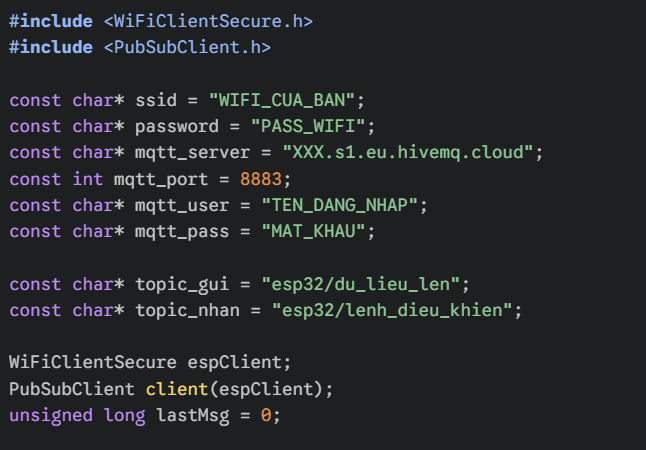 #include <WiFiClientSecure.h>
#include <PubSubClient.h>
const char* ssid = "WIFI_CUA_BAN";
const char* password = "PASS_WIFI";
const char* mqtt_server = "XXX.s1.eu.hivemq.cloud";
const int mqtt_port = 8883;
const char* mqtt_user = "TEN_DANG_NHAP";
const char* mqtt_pass = "MAT_KHAU";
const char* topic_gui = "esp32/du_lieu_len";
const char* topic_nhan = "esp32/lenh_dieu_khien";
WiFiClientSecure espClient;
PubSubClient client(espClient);
unsigned long lastMsg = 0;